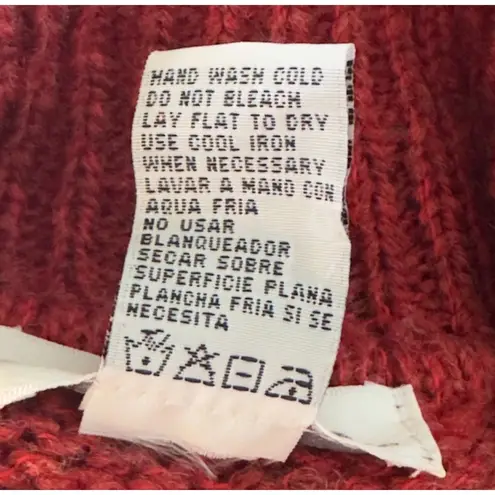 HAND WASH COLD
DO NOT BLEACH
LAY FLAT TO DRY
USE COOL IRON
WHEN NECESSARY
LAVAR A MANO CON
AQUA FRIA
NO USAR
BLANQUEADOR
SECAR SOBRE
SUPERFICIE PLANA
PLANCHA FRIA SI SE
NECESITA